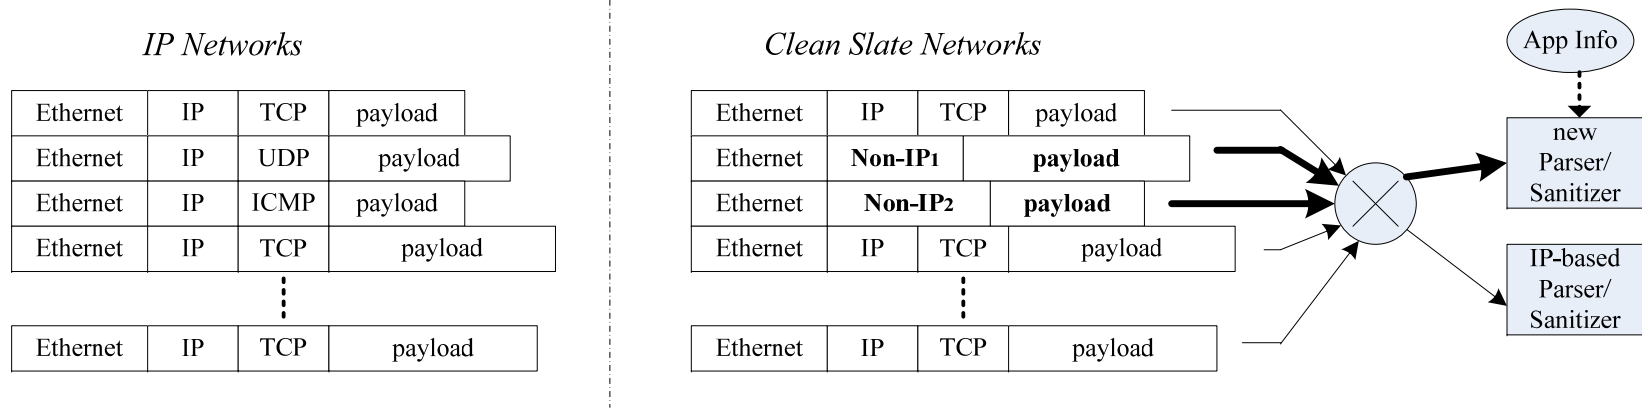 IP Networks
Ethernet IP TCP payload
Ethernet IP UDP payload
Ethernet IP ICMP payload
Ethernet IP TCP payload
Ethernet IP TCP payload
Clean Slate Networks
Ethernet IP TCP payload
Ethernet Non-IP1 payload
Ethernet Non-IP2 payload
Ethernet IP TCP payload
Ethernet IP TCP payload
App Info
new
Parser/
Sanitizer
IP-based
Parser/
Sanitizer